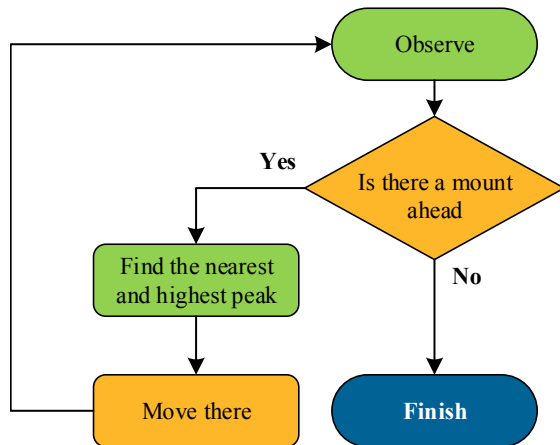 Observe
Is there a mount
ahead
Yes
No
Find the nearest
and highest peak
Move there
Finish